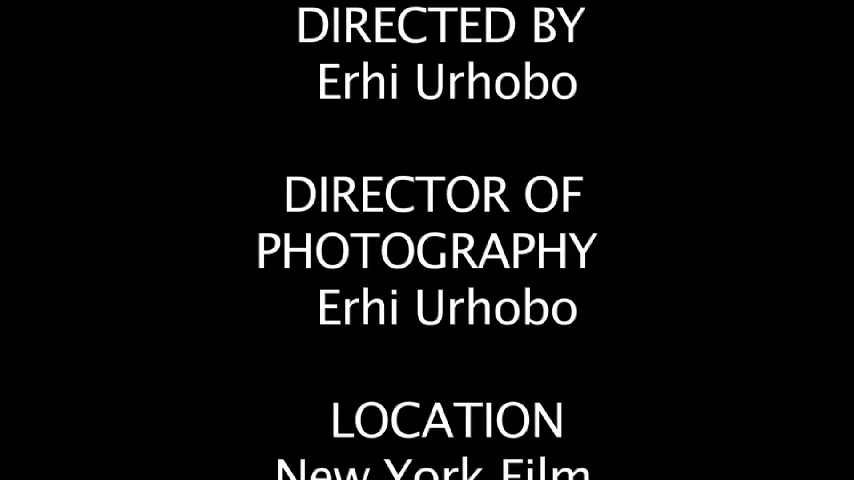 DIRECTED BY
Erhi Urhobo
DIRECTOR OF
PHOTOGRAPHY
Erhi Urhobo
LOCATION
New York Film